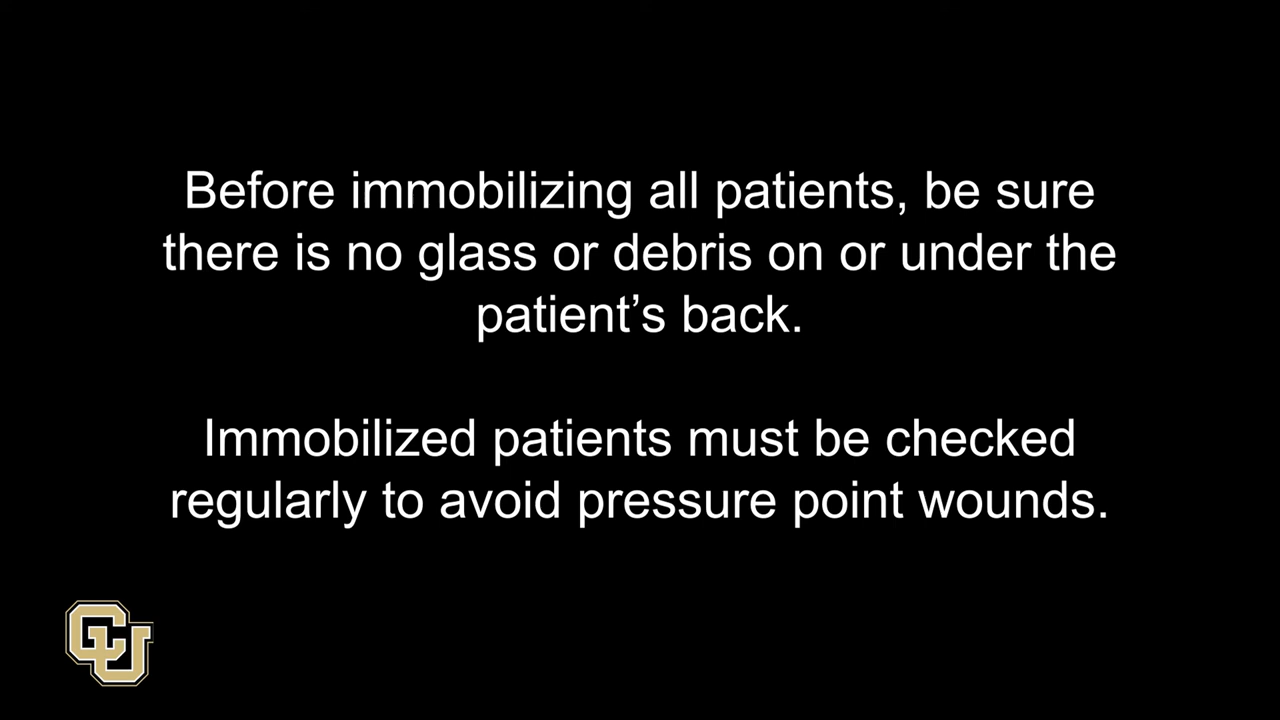 Before immobilizing all patients, be sure
there is no glass or debris on or under the
patient’s back.
Immobilized patients must be checked
regularly to avoid pressure point wounds.
CU